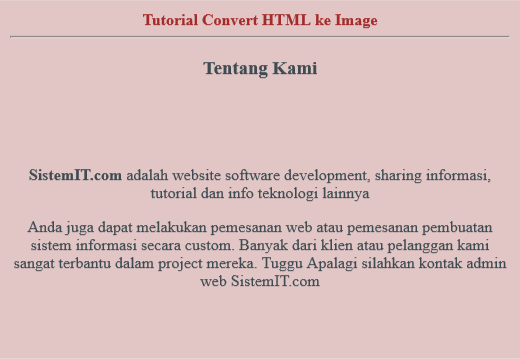 Tutorial Convert HTML ke Image
Tentang Kami
SistemIT.com adalah website software development, sharing informasi,
tutorial dan info teknologi lainnya
Anda juga dapat melakukan pemesanan web atau pemesanan pembuatan
sistem informasi secara custom. Banyak dari klien atau pelanggan kami
sangat terbantu dalam project mereka. Tuggu Apalagi silahkan kontak admin
web SistemIT.com